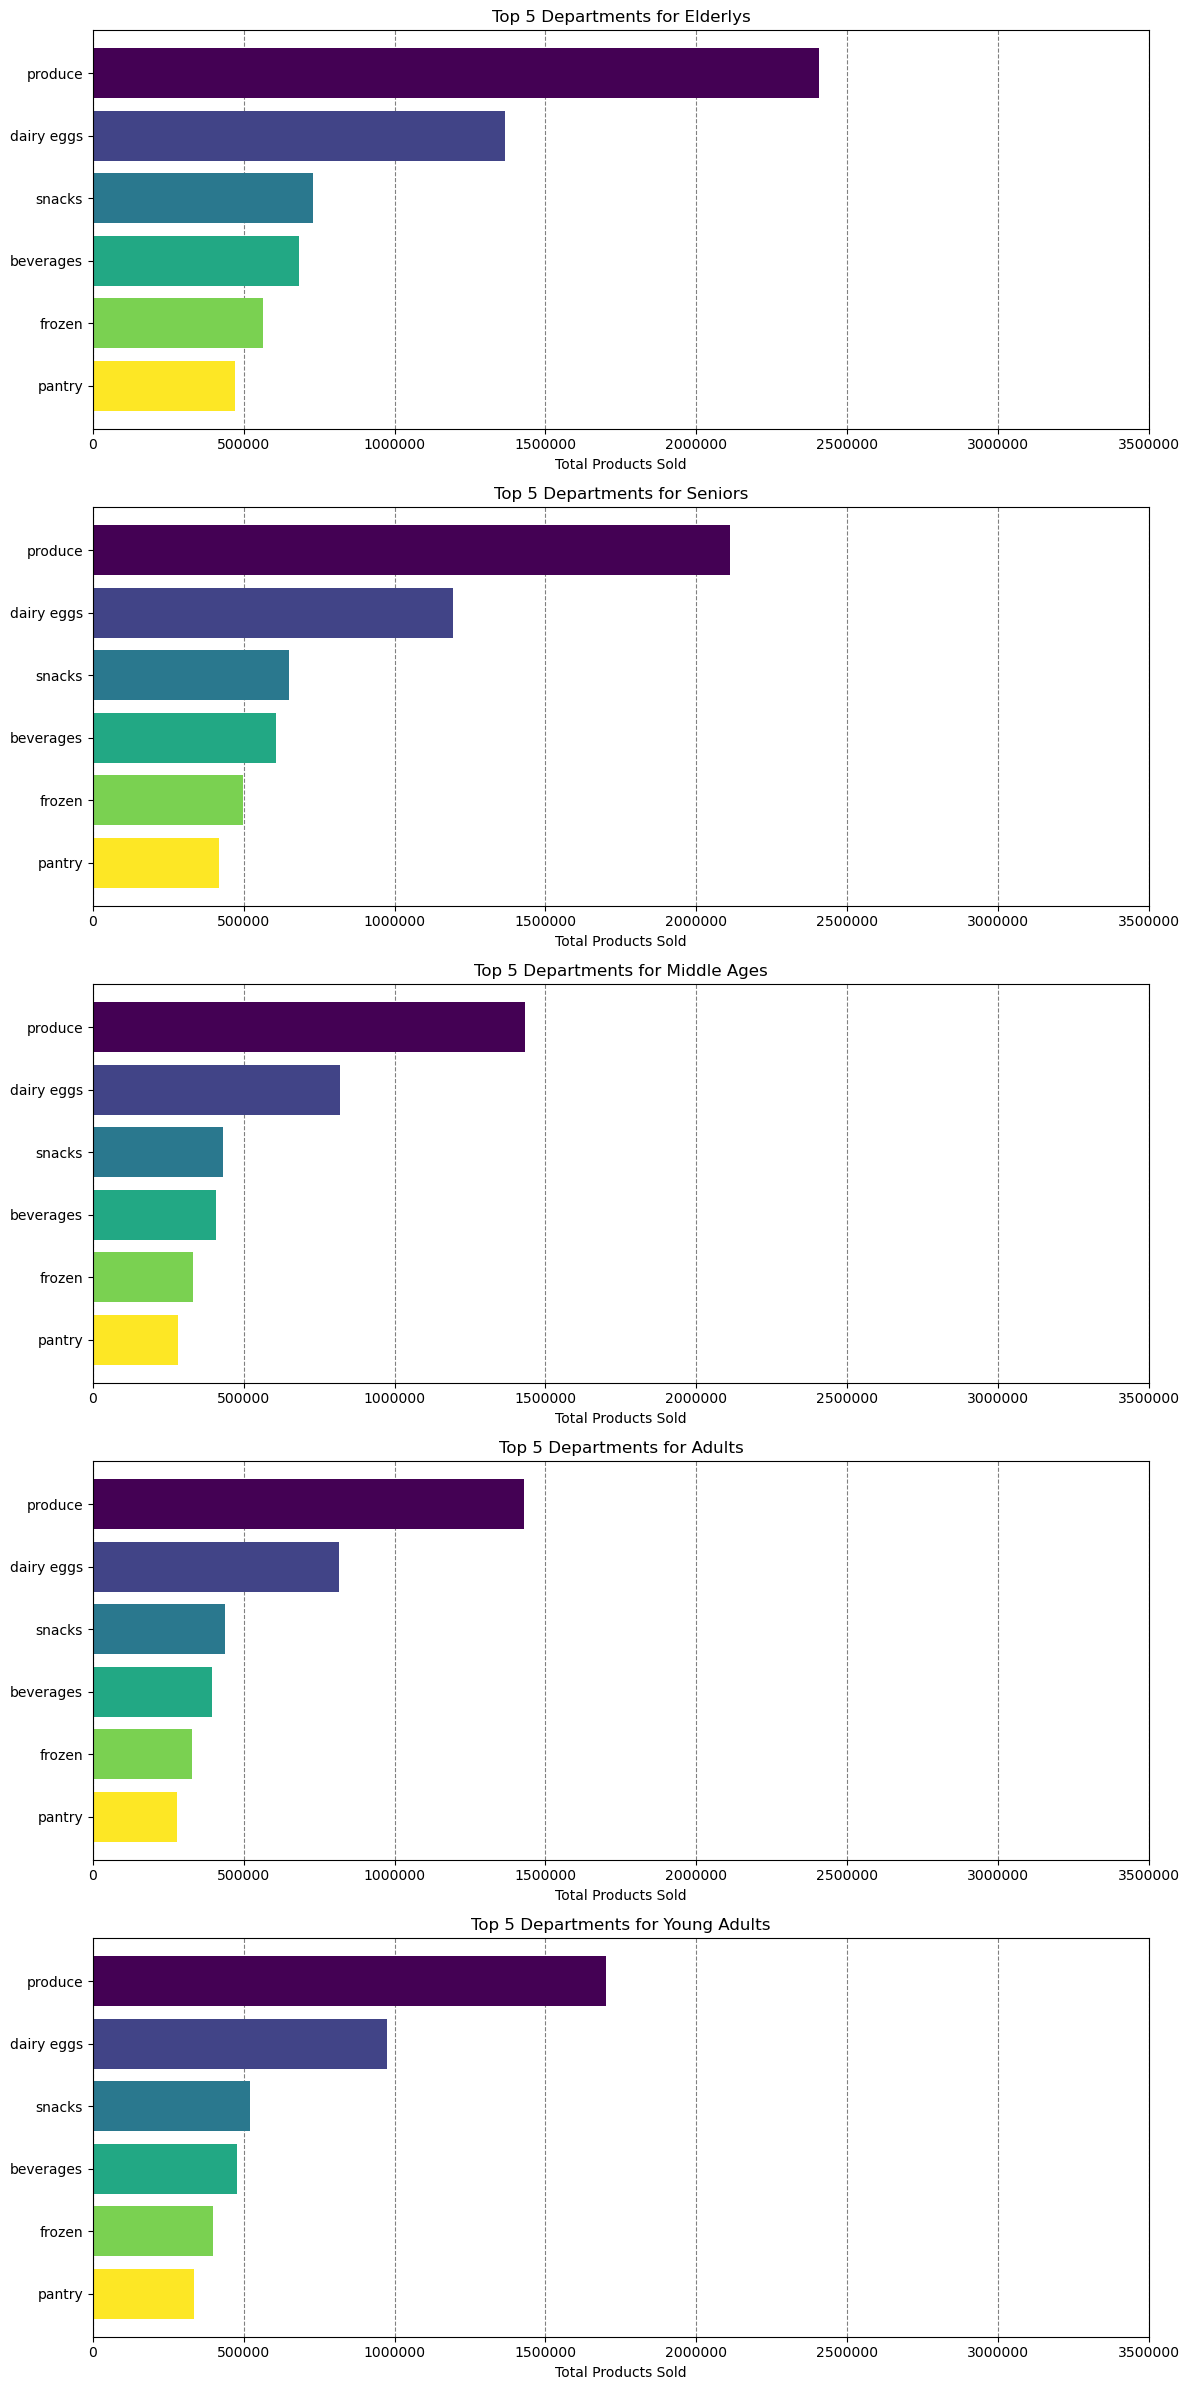 Top 5 Departments for Elderlys
produce
dairy eggs
snacks
beverages
frozen
pantry
0 500000 1000000 1500000 2000000 2500000 3000000 3500000
Total Products Sold
Top 5 Departments for Seniors
produce
dairy eggs
snacks
beverages
frozen
pantry
0 500000 1000000 1500000 2000000 2500000 3000000 3500000
Total Products Sold
Top 5 Departments for Middle Ages
produce
dairy eggs
snacks
beverages
frozen
pantry
0 500000 1000000 1500000 2000000 2500000 3000000 3500000
Total Products Sold
Top 5 Departments for Adults
produce
dairy eggs
snacks
beverages
frozen
pantry
0 500000 1000000 1500000 2000000 2500000 3000000 3500000
Total Products Sold
Top 5 Departments for Young Adults
produce
dairy eggs
snacks
beverages
frozen
pantry
0 500000 1000000 1500000 2000000 2500000 3000000 3500000
Total Products Sold